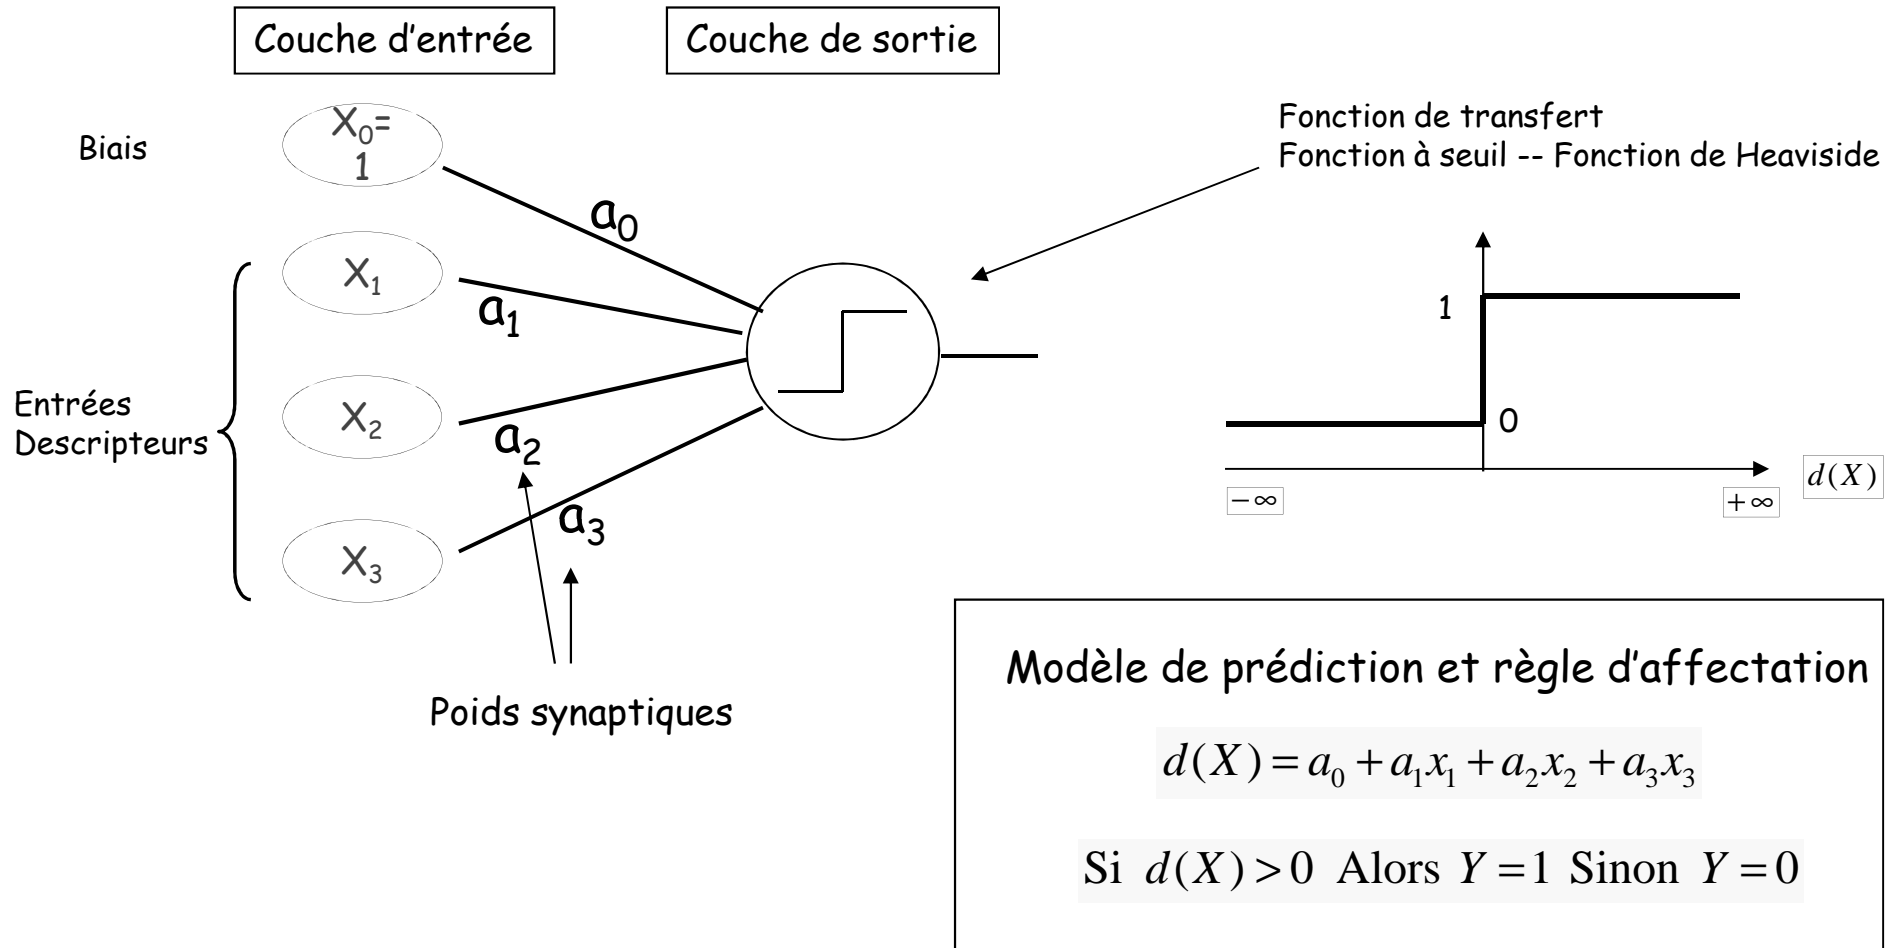 Couche d'entrée
Couche de sortie
Biais
X₀=
1
Fonction de transfert
Fonction à seuil -- Fonction de Heaviside
a₀
X₁
a₁
1
Entrées
Descripteurs
X₂
a₂
0
d(X)
−∞
+∞
a₃
X₃
Poids synaptiques
Modèle de prédiction et règle d'affectation
d(X) = a₀ + a₁x₁ + a₂x₂ + a₃x₃
Si d(X) > 0 Alors Y = 1 Sinon Y = 0